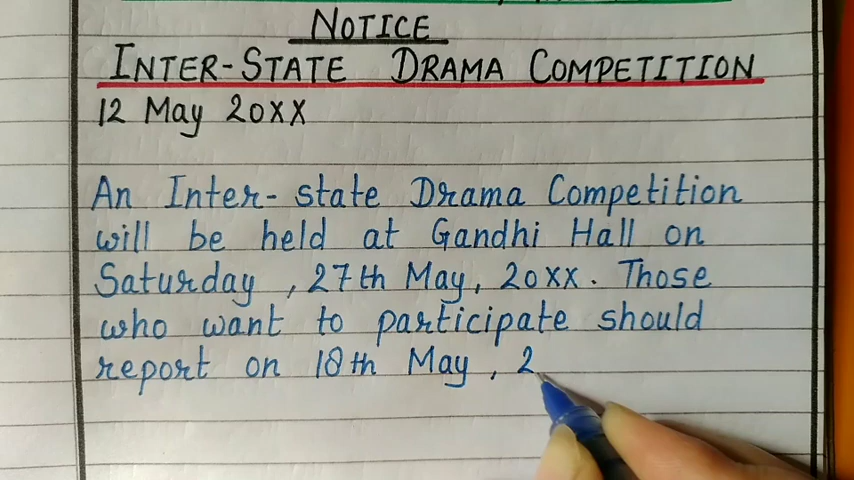 NOTICE
INTER-STATE DRAMA COMPETITION
12 May 20XX
An Inter-state Drama Competition
will be held at Gandhi Hall on
Saturday, 27th May, 20XX. Those
who want to participate should
report on 18th May, 2